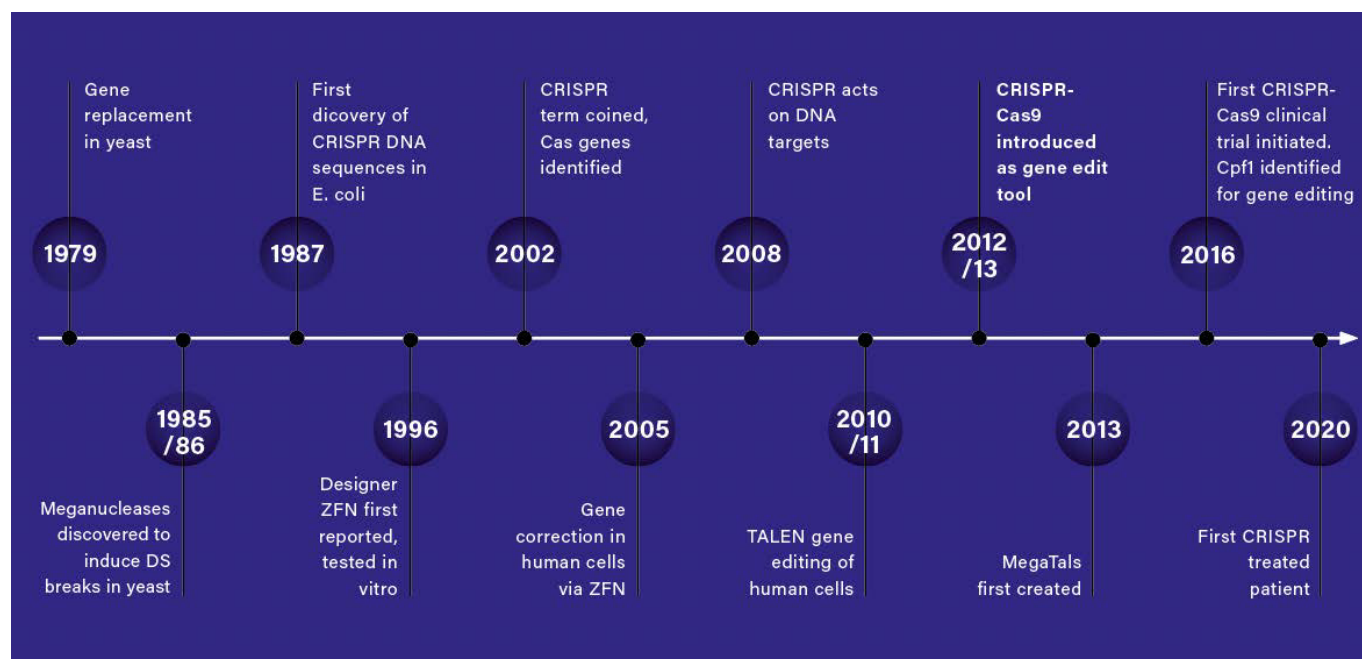 Gene
replacement
in yeast
1979
First
dicovery of
CRISPR DNA
sequences in
E. coli
1987
CRISPR
term coined,
Cas genes
identified
2002
CRISPR acts
on DNA
targets
2008
CRISPR-
Cas9
introduced
as gene edit
tool
2012
/13
First CRISPR-
Cas9 clinical
trial initiated.
Cpf1 identified
for gene editing
2016
1985
/86
Meganucleases
discovered to
induce DS
breaks in yeast
1996
Designer
ZFN first
reported,
tested in
vitro
2005
Gene
correction in
human cells
via ZFN
2010
/11
TALEN gene
editing of
human cells
2013
MegaTals
first created
2020
First CRISPR
treated
patient